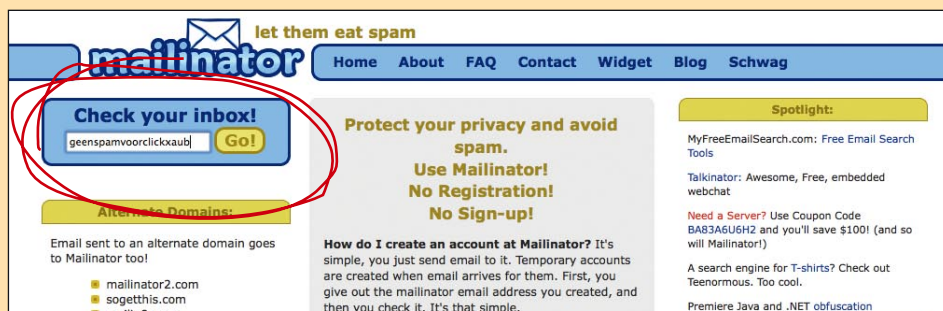 let them eat spam
mailinator
Home About FAQ Contact Widget Blog Schwag
Check your inbox!
geenspamvoorclickxaub Go!
Alternate Domains:
Email sent to an alternate domain goes
to Mailinator too!
mailinator2.com
sogetthis.com
Protect your privacy and avoid
spam.
Use Mailinator!
No Registration!
No Sign-up!
How do I create an account at Mailinator? It's
simple, you just send email to it. Temporary accounts
are created when email arrives for them. First, you
give out the mailinator email address you created, and
then you check it. It's that simple.
Spotlight:
MyFreeEmailSearch.com: Free Email Search
Tools
Talkinator: Awesome, Free, embedded
webchat
Need a Server? Use Coupon Code
BA83A6U6H2 and you'll save $100! (and so
will Mailinator!)
A search engine for T-shirts? Check out
Teenormous. Too cool.
Premiere Java and .NET obfuscation